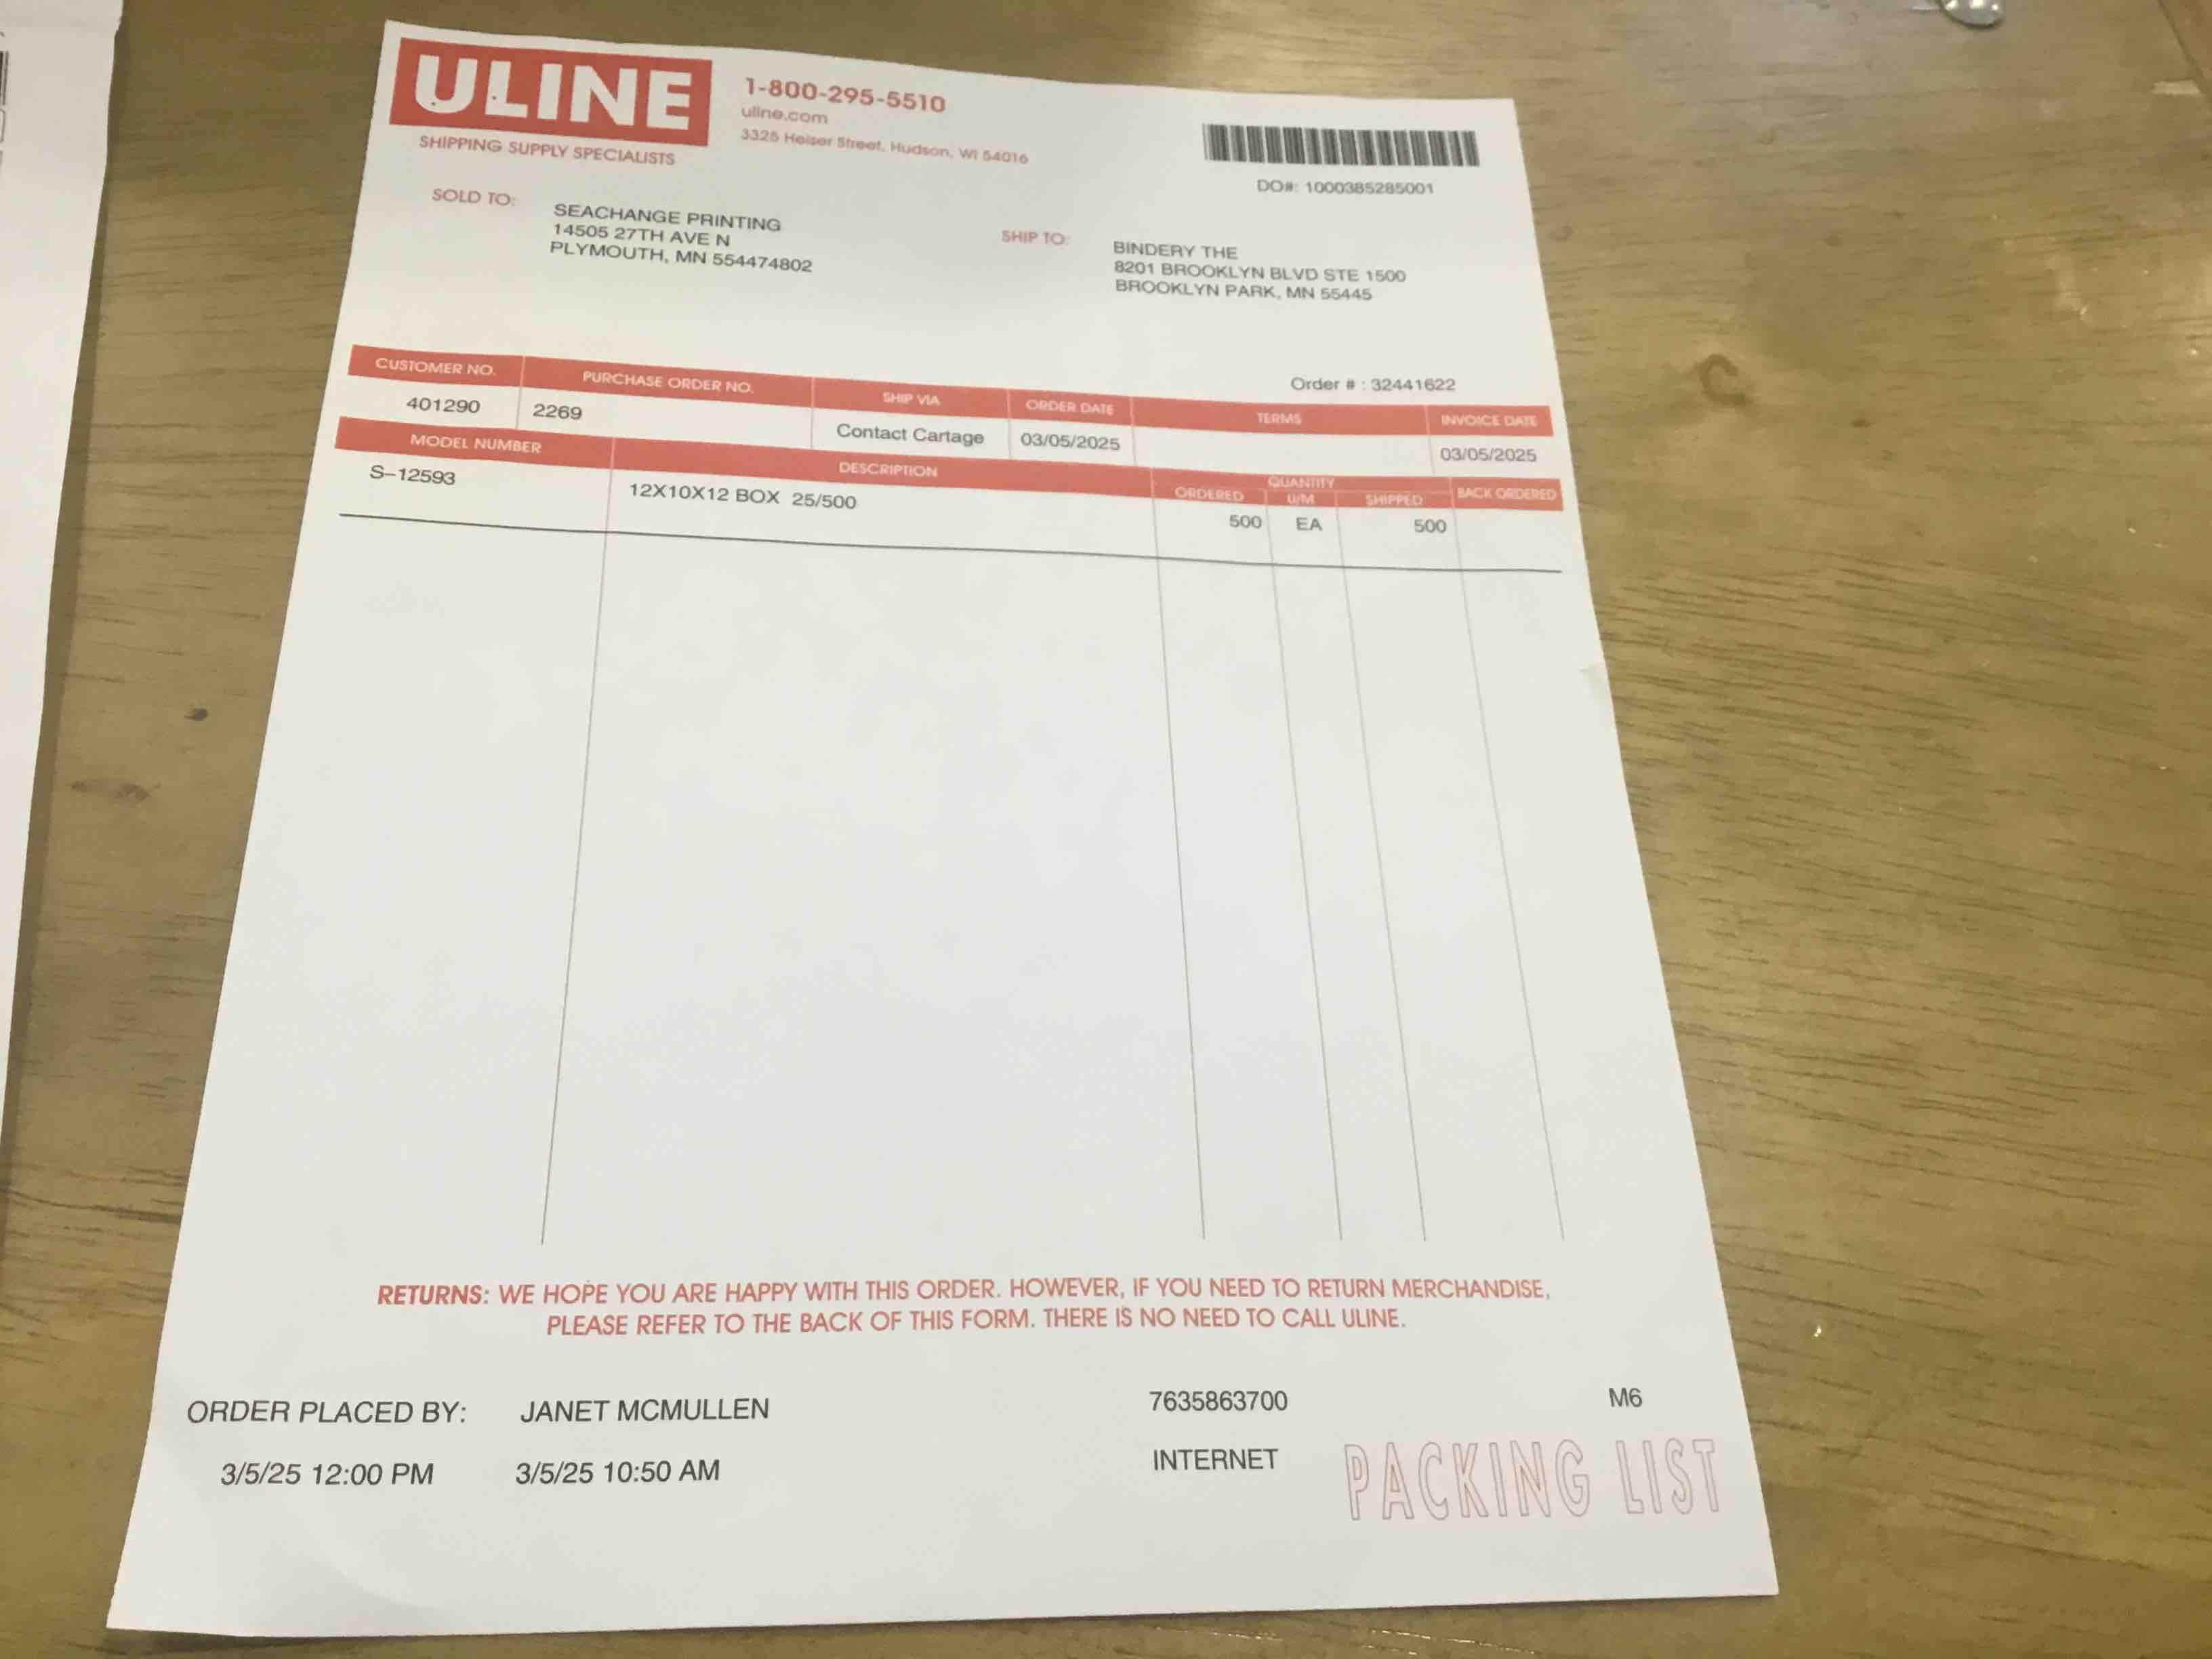 ULINE
SHIPPING SUPPLY SPECIALISTS
1-800-295-5510
uline.com
3325 Heiser Street, Hudson, WI 54016
DO#: 1000385285001
SOLD TO:
SEACHANGE PRINTING
14505 27TH AVE N
PLYMOUTH, MN 554474802
SHIP TO:
BINDERY THE
8201 BROOKLYN BLVD STE 1500
BROOKLYN PARK, MN 55445
Order # : 32441622
CUSTOMER NO. PURCHASE ORDER NO. SHIP VIA ORDER DATE TERMS INVOICE DATE
401290 2269 Contact Cartage 03/05/2025 03/05/2025
MODEL NUMBER DESCRIPTION QUANTITY
ORDERED U/M SHIPPED BACK ORDERED
S-12593 12X10X12 BOX 25/500 500 EA 500
RETURNS: WE HOPE YOU ARE HAPPY WITH THIS ORDER. HOWEVER, IF YOU NEED TO RETURN MERCHANDISE,
PLEASE REFER TO THE BACK OF THIS FORM. THERE IS NO NEED TO CALL ULINE.
ORDER PLACED BY: JANET MCMULLEN 7635863700 M6
3/5/25 12:00 PM 3/5/25 10:50 AM INTERNET
PACKING LIST